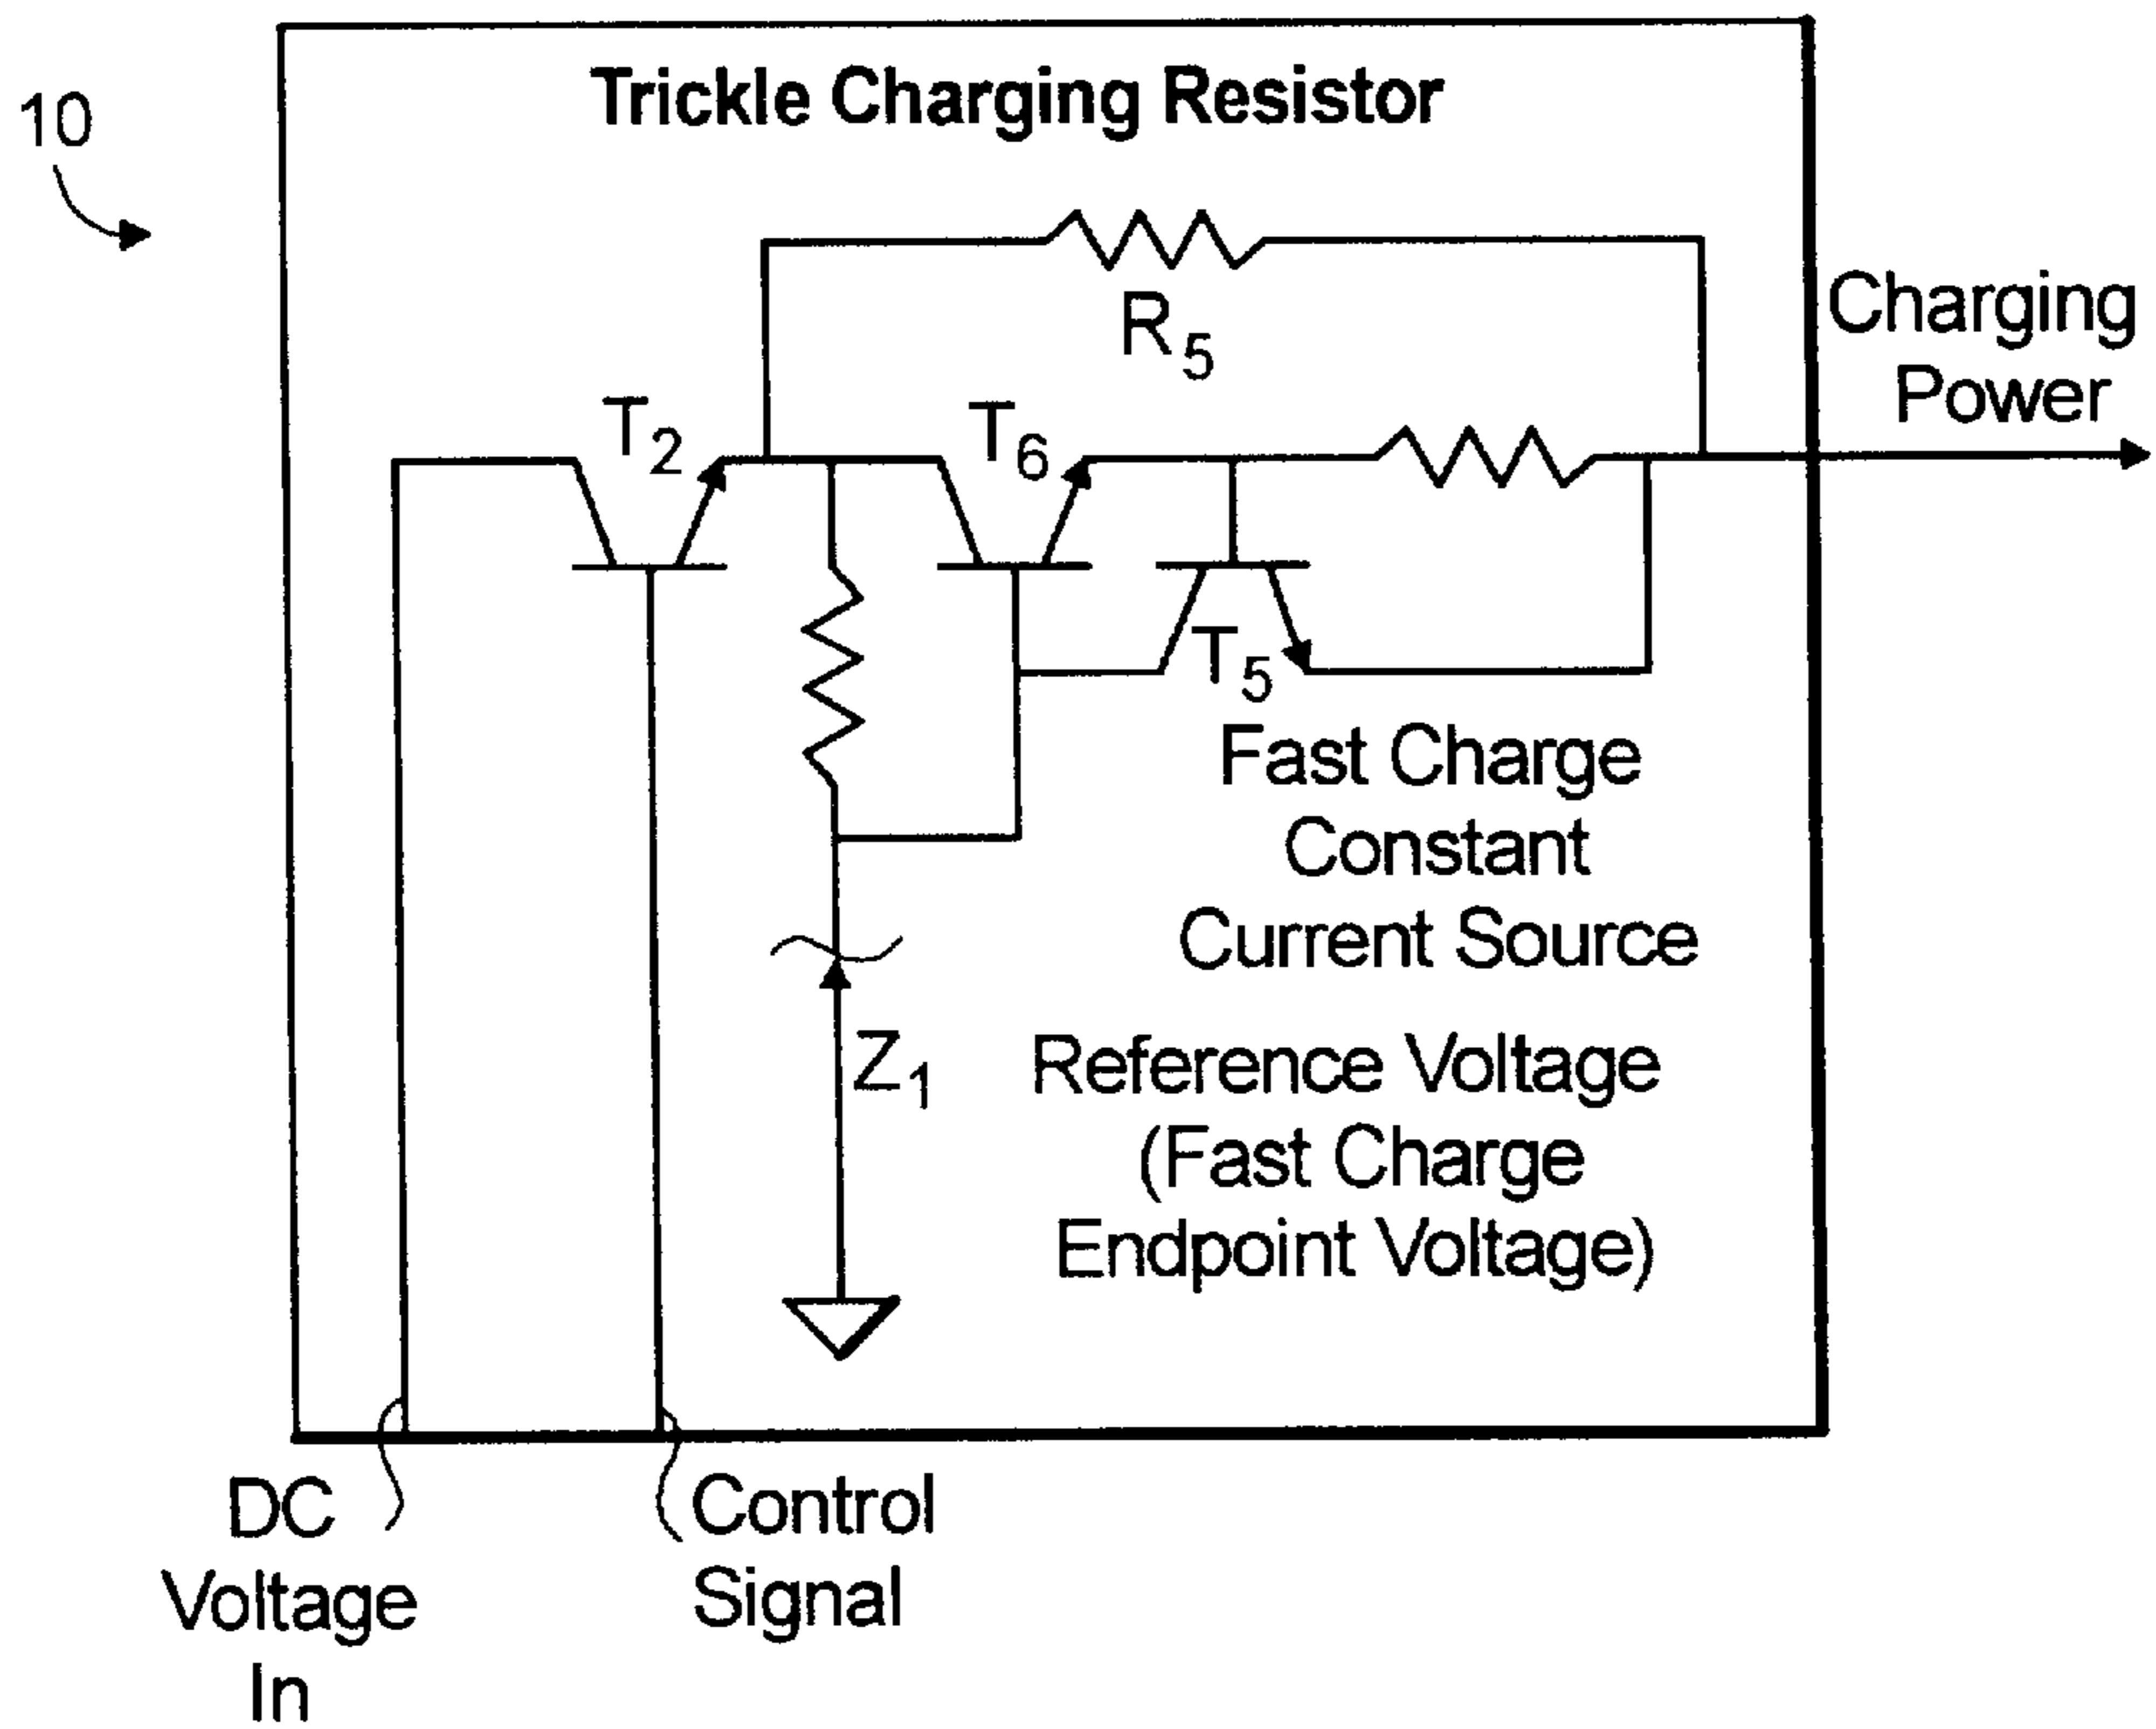 Trickle Charging Resistor
10
R5
Charging
Power
T2
T6
T5
Fast Charge
Constant
Current Source
Z1
Reference Voltage
(Fast Charge
Endpoint Voltage)
DC
Voltage
In
Control
Signal